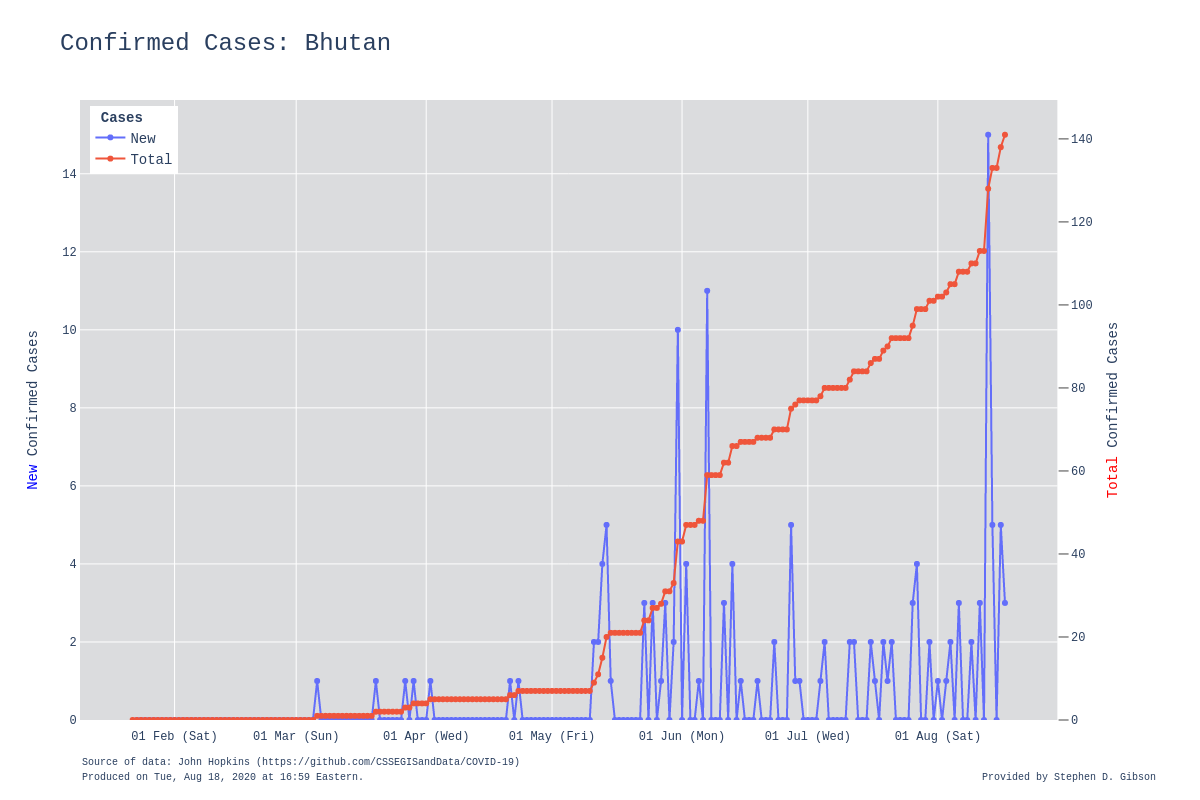 Confirmed Cases: Bhutan
Cases
New
Total
14
12
10
8
6
4
2
0
New Confirmed Cases
140
120
100
80
60
40
20
0
Total Confirmed Cases
01 Feb (Sat)
01 Mar (Sun)
01 Apr (Wed)
01 May (Fri)
01 Jun (Mon)
01 Jul (Wed)
01 Aug (Sat)
Source of data: John Hopkins (https://github.com/CSSEGISandData/COVID-19)
Produced on Tue, Aug 18, 2020 at 16:59 Eastern.
Provided by Stephen D. Gibson